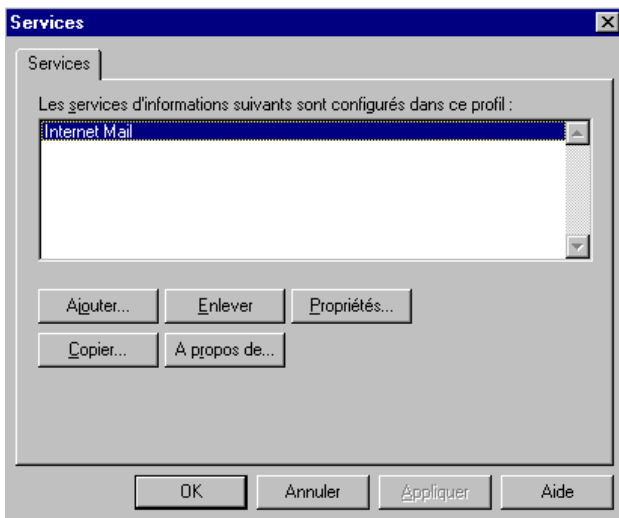 Services
Services
Les services d'informations suivants sont configurés dans ce profil :
Internet Mail
Ajouter... Enlever Propriétés...
Copier... A propos de...
OK Annuler Appliquer Aide